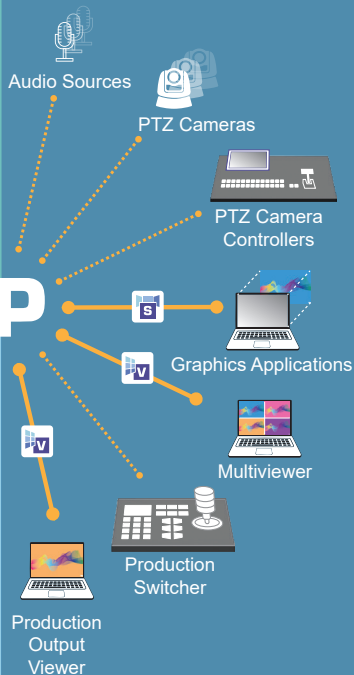 Audio Sources
PTZ Cameras
PTZ Camera
Controllers
P
S
Graphics Applications
V
Multiviewer
V
Production
Switcher
Production
Output
Viewer